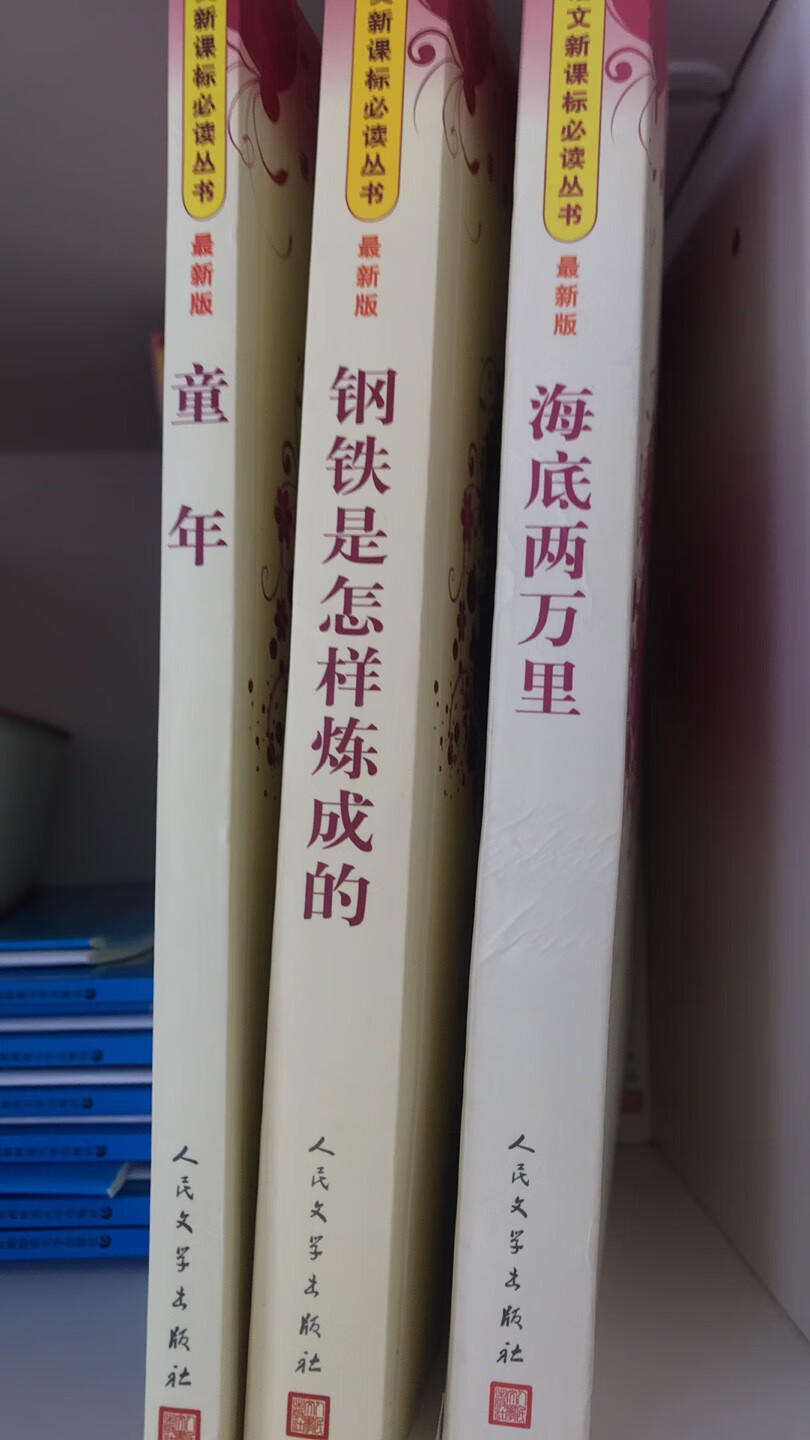 文新课标必读丛书
最新版
童年
人民文学出版社
文新课标必读丛书
最新版
钢铁是怎样炼成的
人民文学出版社
语文新课标必读丛书
最新版
海底两万里
人民文学出版社